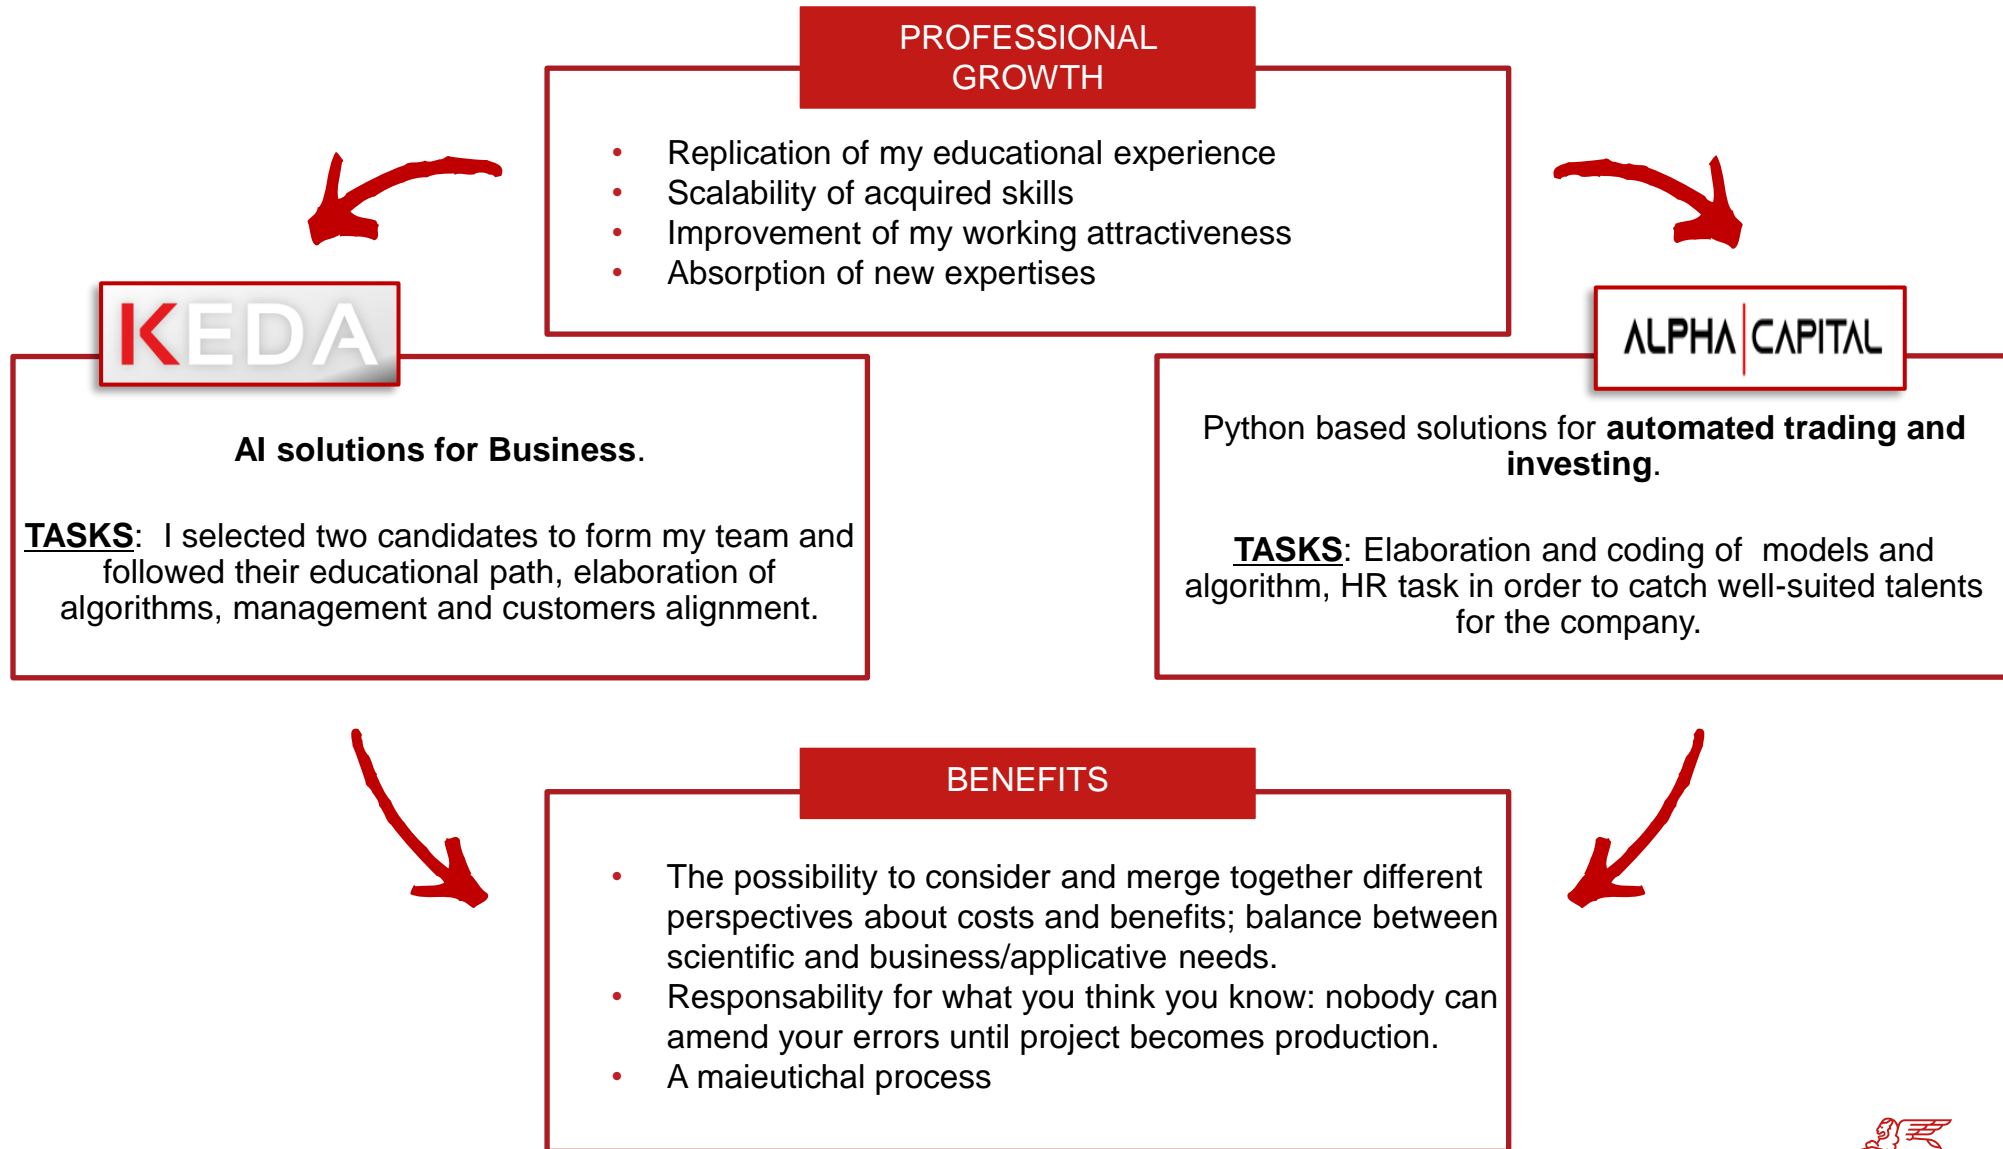 PROFESSIONAL
GROWTH
• Replication of my educational experience
• Scalability of acquired skills
• Improvement of my working attractiveness
• Absorption of new expertises
KEDA
AI solutions for Business.
TASKS: I selected two candidates to form my team and
followed their educational path, elaboration of
algorithms, management and customers alignment.
ALPHA CAPITAL
Python based solutions for automated trading and
investing.
TASKS: Elaboration and coding of models and
algorithm, HR task in order to catch well-suited talents
for the company.
BENEFITS
• The possibility to consider and merge together different
perspectives about costs and benefits; balance between
scientific and business/applicative needs.
• Responsability for what you think you know: nobody can
amend your errors until project becomes production.
• A maieutichal process